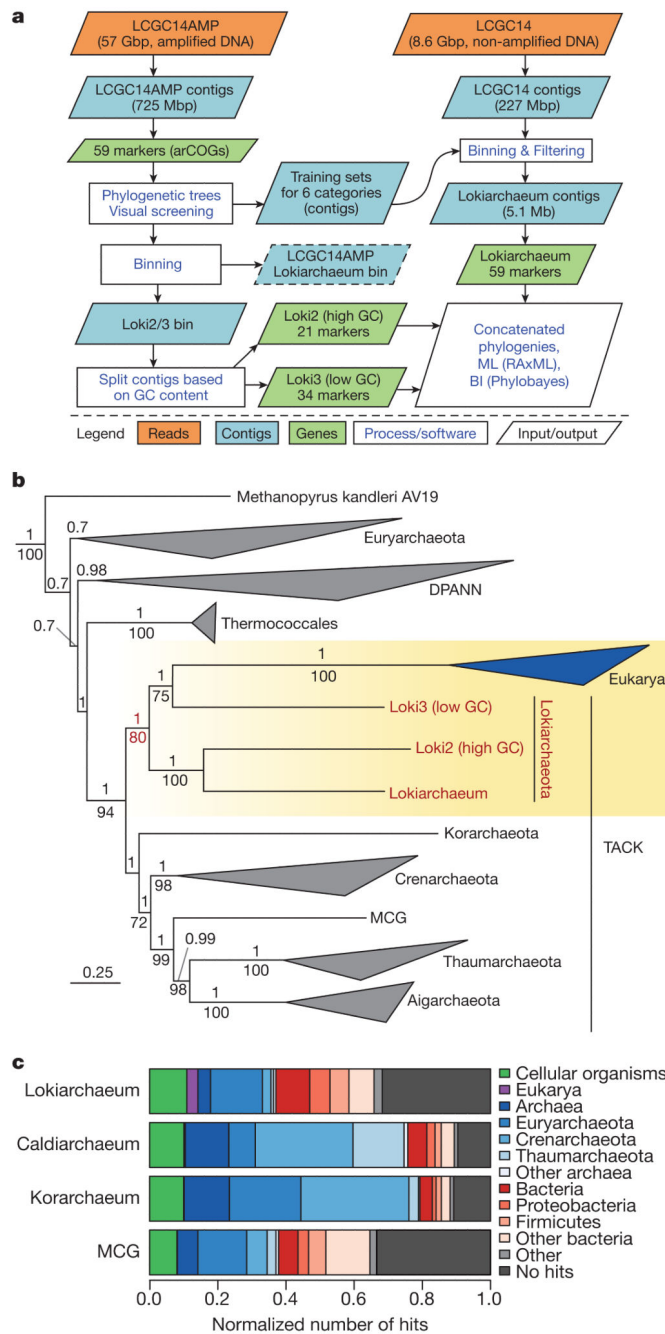 a
LCGC14AMP
(57 Gbp, amplified DNA)
LCGC14
(8.6 Gbp, non-amplified DNA)
LCGC14AMP contigs
(725 Mbp)
LCGC14 contigs
(227 Mbp)
59 markers (arCOGs)
Binning & Filtering
Phylogenetic trees
Visual screening
Training sets
for 6 categories
(contigs)
Lokiarchaeum contigs
(5.1 Mb)
Binning
LCGC14AMP
Lokiarchaeum bin
Lokiarchaeum
59 markers
Loki2/3 bin
Loki2 (high GC)
21 markers
Concatenated
phylogenies,
ML (RAxML),
BI (Phylobayes)
Split contigs based
on GC content
Loki3 (low GC)
34 markers
Legend
Reads
Contigs
Genes
Process/software
Input/output
b
Methanopyrus kandleri AV19
1
100
0.7
Euryarchaeota
0.7
0.98
DPANN
0.7
1
100
Thermococcales
1
1
100
Eukarya
1
75
Loki3 (low GC)
1
80
Loki2 (high GC)
1
100
Lokiarchaeum
Lokiarchaeota
1
94
TACK
Korarchaeota
1
72
1
98
Crenarchaeota
MCG
1
99
0.99
98
1
100
Thaumarchaeota
1
100
Aigarchaeota
0.25
c
Lokiarchaeum
Caldiarchaeum
Korarchaeum
MCG
0.0
0.2
0.4
0.6
0.8
1.0
Normalized number of hits
Cellular organisms
Eukarya
Archaea
Euryarchaeota
Crenarchaeota
Thaumarchaeota
Other archaea
Bacteria
Proteobacteria
Firmicutes
Other bacteria
Other
No hits